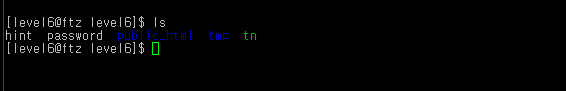 [level6@ftz level6]$ ls
hint password public_html tmp tn
[level6@ftz level6]$